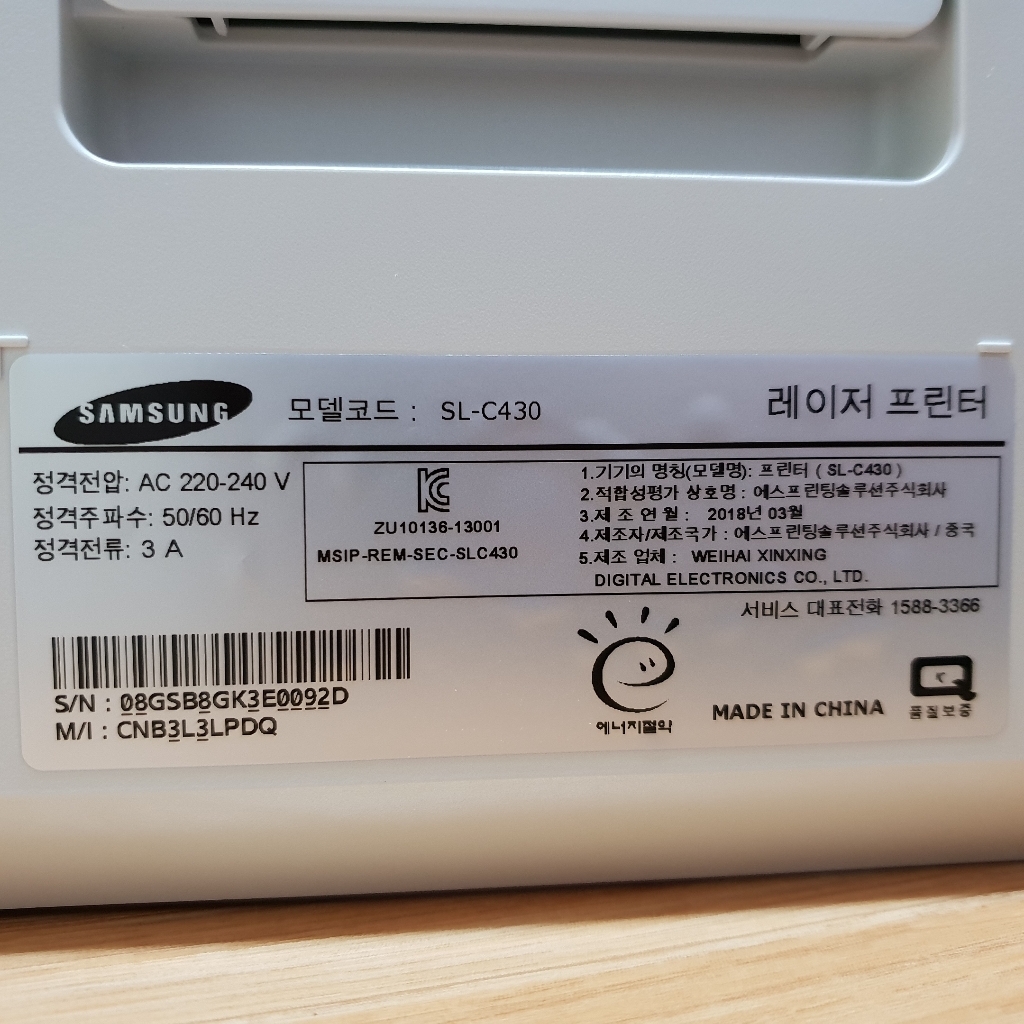 SAMSUNG 모델코드 : SL-C430 레이저 프린터
정격전압: AC 220-240 V
정격주파수: 50/60 Hz
정격전류: 3 A
ZU10136-13001
MSIP-REM-SEC-SLC430
1.기기의 명칭(모델명): 프린터 ( SL-C430 )
2.적합성평가 상호명 : 에스프린팅솔루션주식회사
3.제 조 연 월 : 2018년 03월
4.제조자/제조국가 : 에스프린팅솔루션주식회사 / 중국
5.제조 업체 : WEIHAI XINXING
DIGITAL ELECTRONICS CO., LTD.
서비스 대표전화 1588-3366
S/N : 08GSB8GK3E0092D
M/I : CNB3L3LPDQ
에너지절약
MADE IN CHINA
품질보증